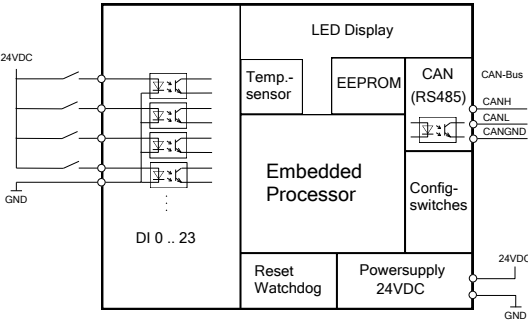 LED Display
24VDC
Temp.-
sensor
EEPROM
CAN
(RS485)
CAN-Bus
CANH
CANL
CANGND
Embedded
Processor
Config-
switches
GND
DI 0 .. 23
Reset
Watchdog
Powersupply
24VDC
24VDC
GND